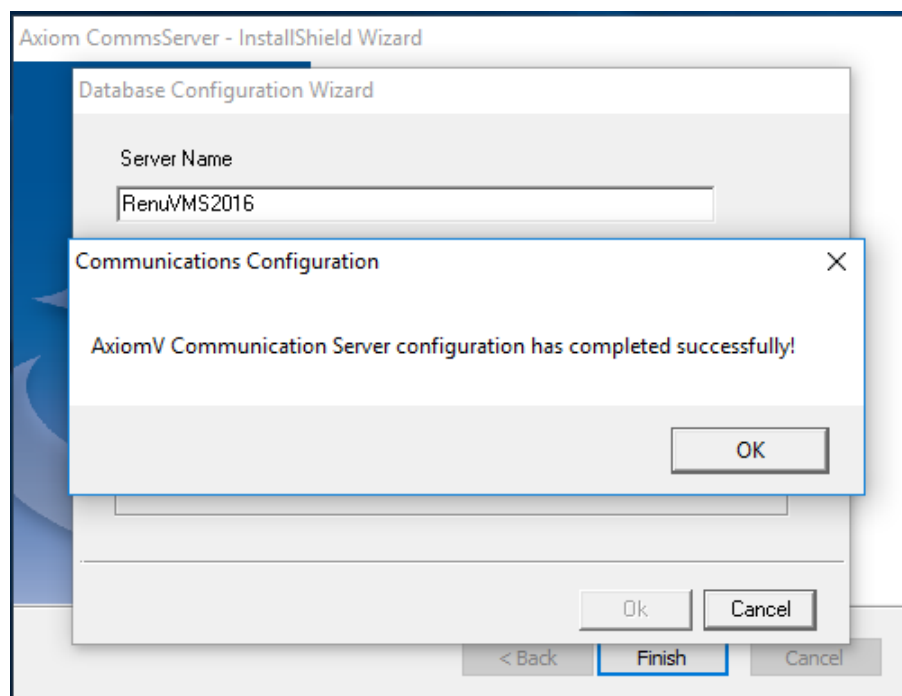 Axiom CommsServer - InstallShield Wizard
Database Configuration Wizard
Server Name
RenuVMS2016
Communications Configuration
AxiomV Communication Server configuration has completed successfully!
OK
Ok
Cancel
< Back
Finish
Cancel